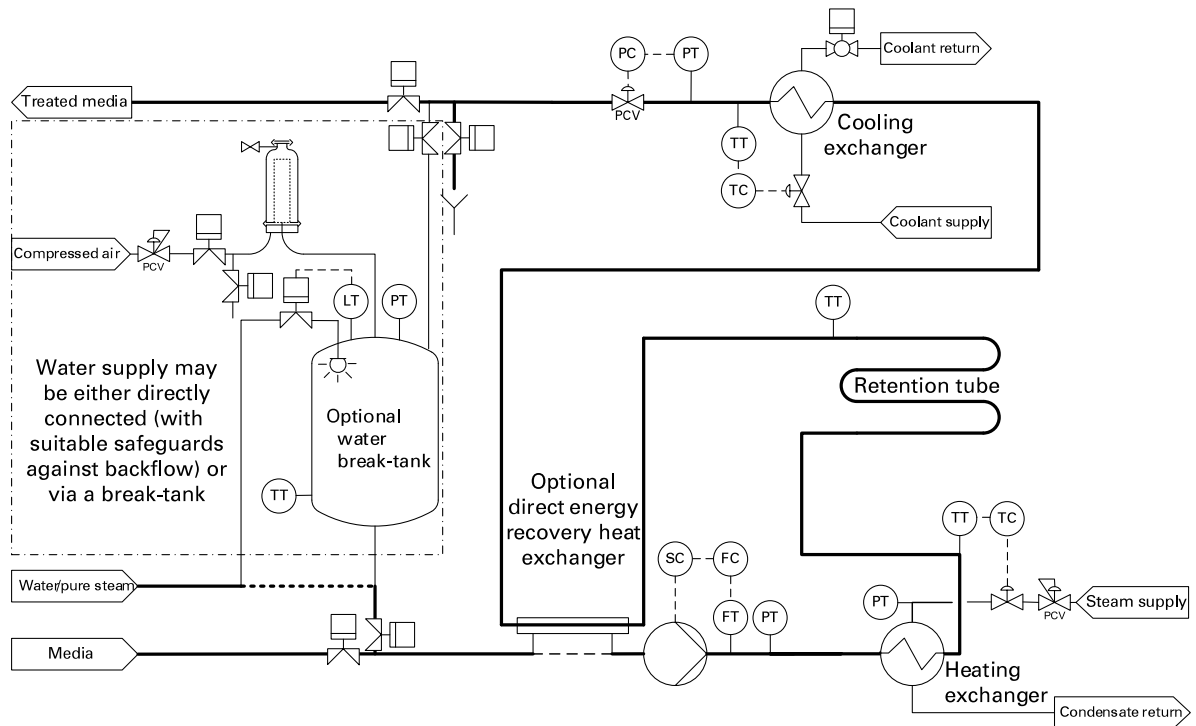 Coolant return
PC
PT
Treated media
PCV
Cooling
exchanger
TT
TC
Coolant supply
Compressed air
PCV
LT
PT
TT
Water supply may
be either directly
connected (with
suitable safeguards
against backflow) or
via a break-tank
Optional
water
break-tank
Retention tube
TT
Optional
direct energy
recovery heat
exchanger
TT
TC
SC
FC
Water/pure steam
PT
Steam supply
PCV
FT
PT
Media
Heating
exchanger
Condensate return